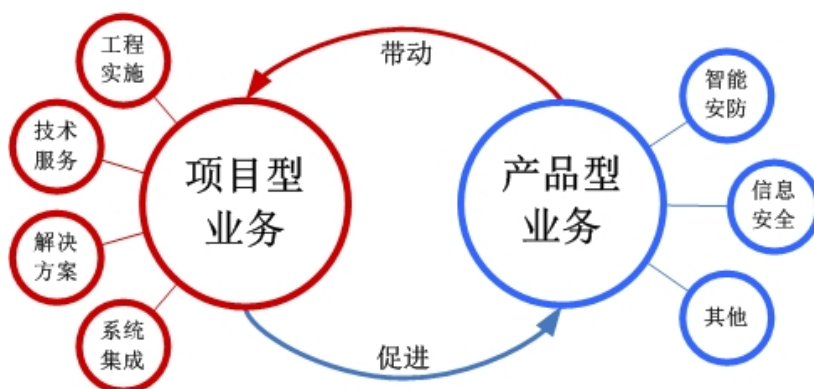 工程
实施
技术
服务
解决
方案
系统
集成
项目型
业务
带动
促进
产品型
业务
智能
安防
信息
安全
其他